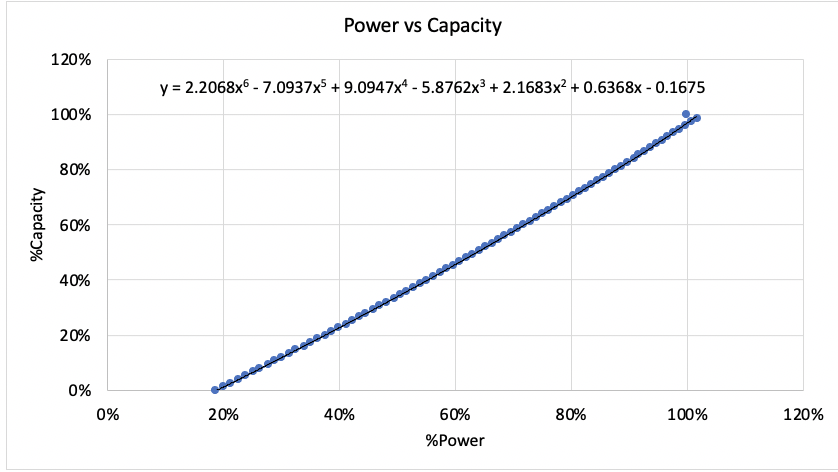 Power vs Capacity
120%
y = 2.2068x⁶ - 7.0937x⁵ + 9.0947x⁴ - 5.8762x³ + 2.1683x² + 0.6368x - 0.1675
100%
80%
60%
40%
20%
0%
%Capacity
0% 20% 40% 60% 80% 100% 120%
%Power